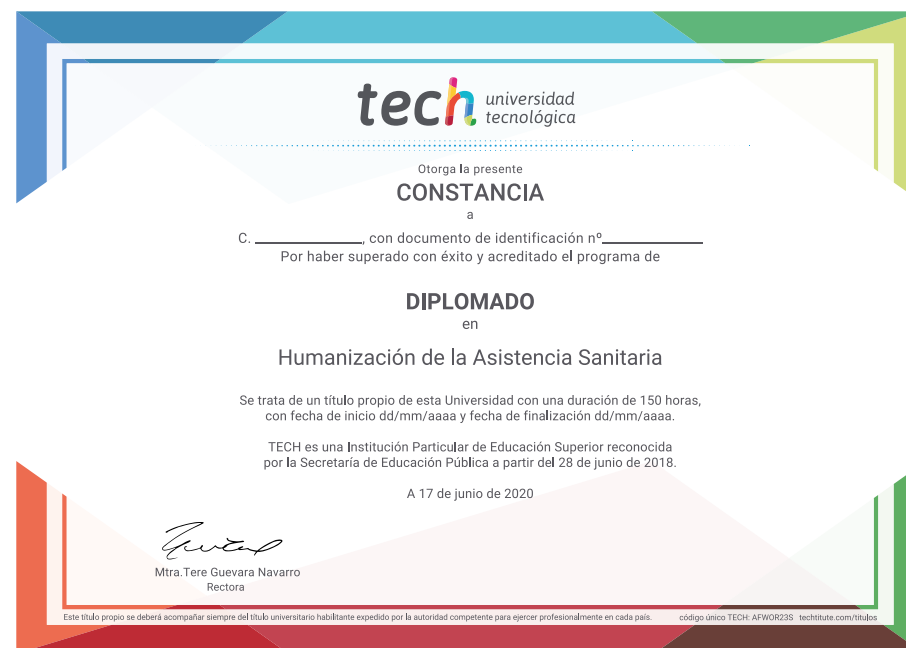 tech universidad
tecnológica
Otorga la presente
CONSTANCIA
a
C. ____________, con documento de identificación nº____________
Por haber superado con éxito y acreditado el programa de
DIPLOMADO
en
Humanización de la Asistencia Sanitaria
Se trata de un título propio de esta Universidad con una duración de 150 horas,
con fecha de inicio dd/mm/aaaa y fecha de finalización dd/mm/aaaa.
TECH es una Institución Particular de Educación Superior reconocida
por la Secretaría de Educación Pública a partir del 28 de junio de 2018.
A 17 de junio de 2020
Mtra.Tere Guevara Navarro
Rectora
Este título propio se deberá acompañar siempre del título universitario habilitante expedido por la autoridad competente para ejercer profesionalmente en cada país. código único TECH: AFWOR23S techtitute.com/titulos